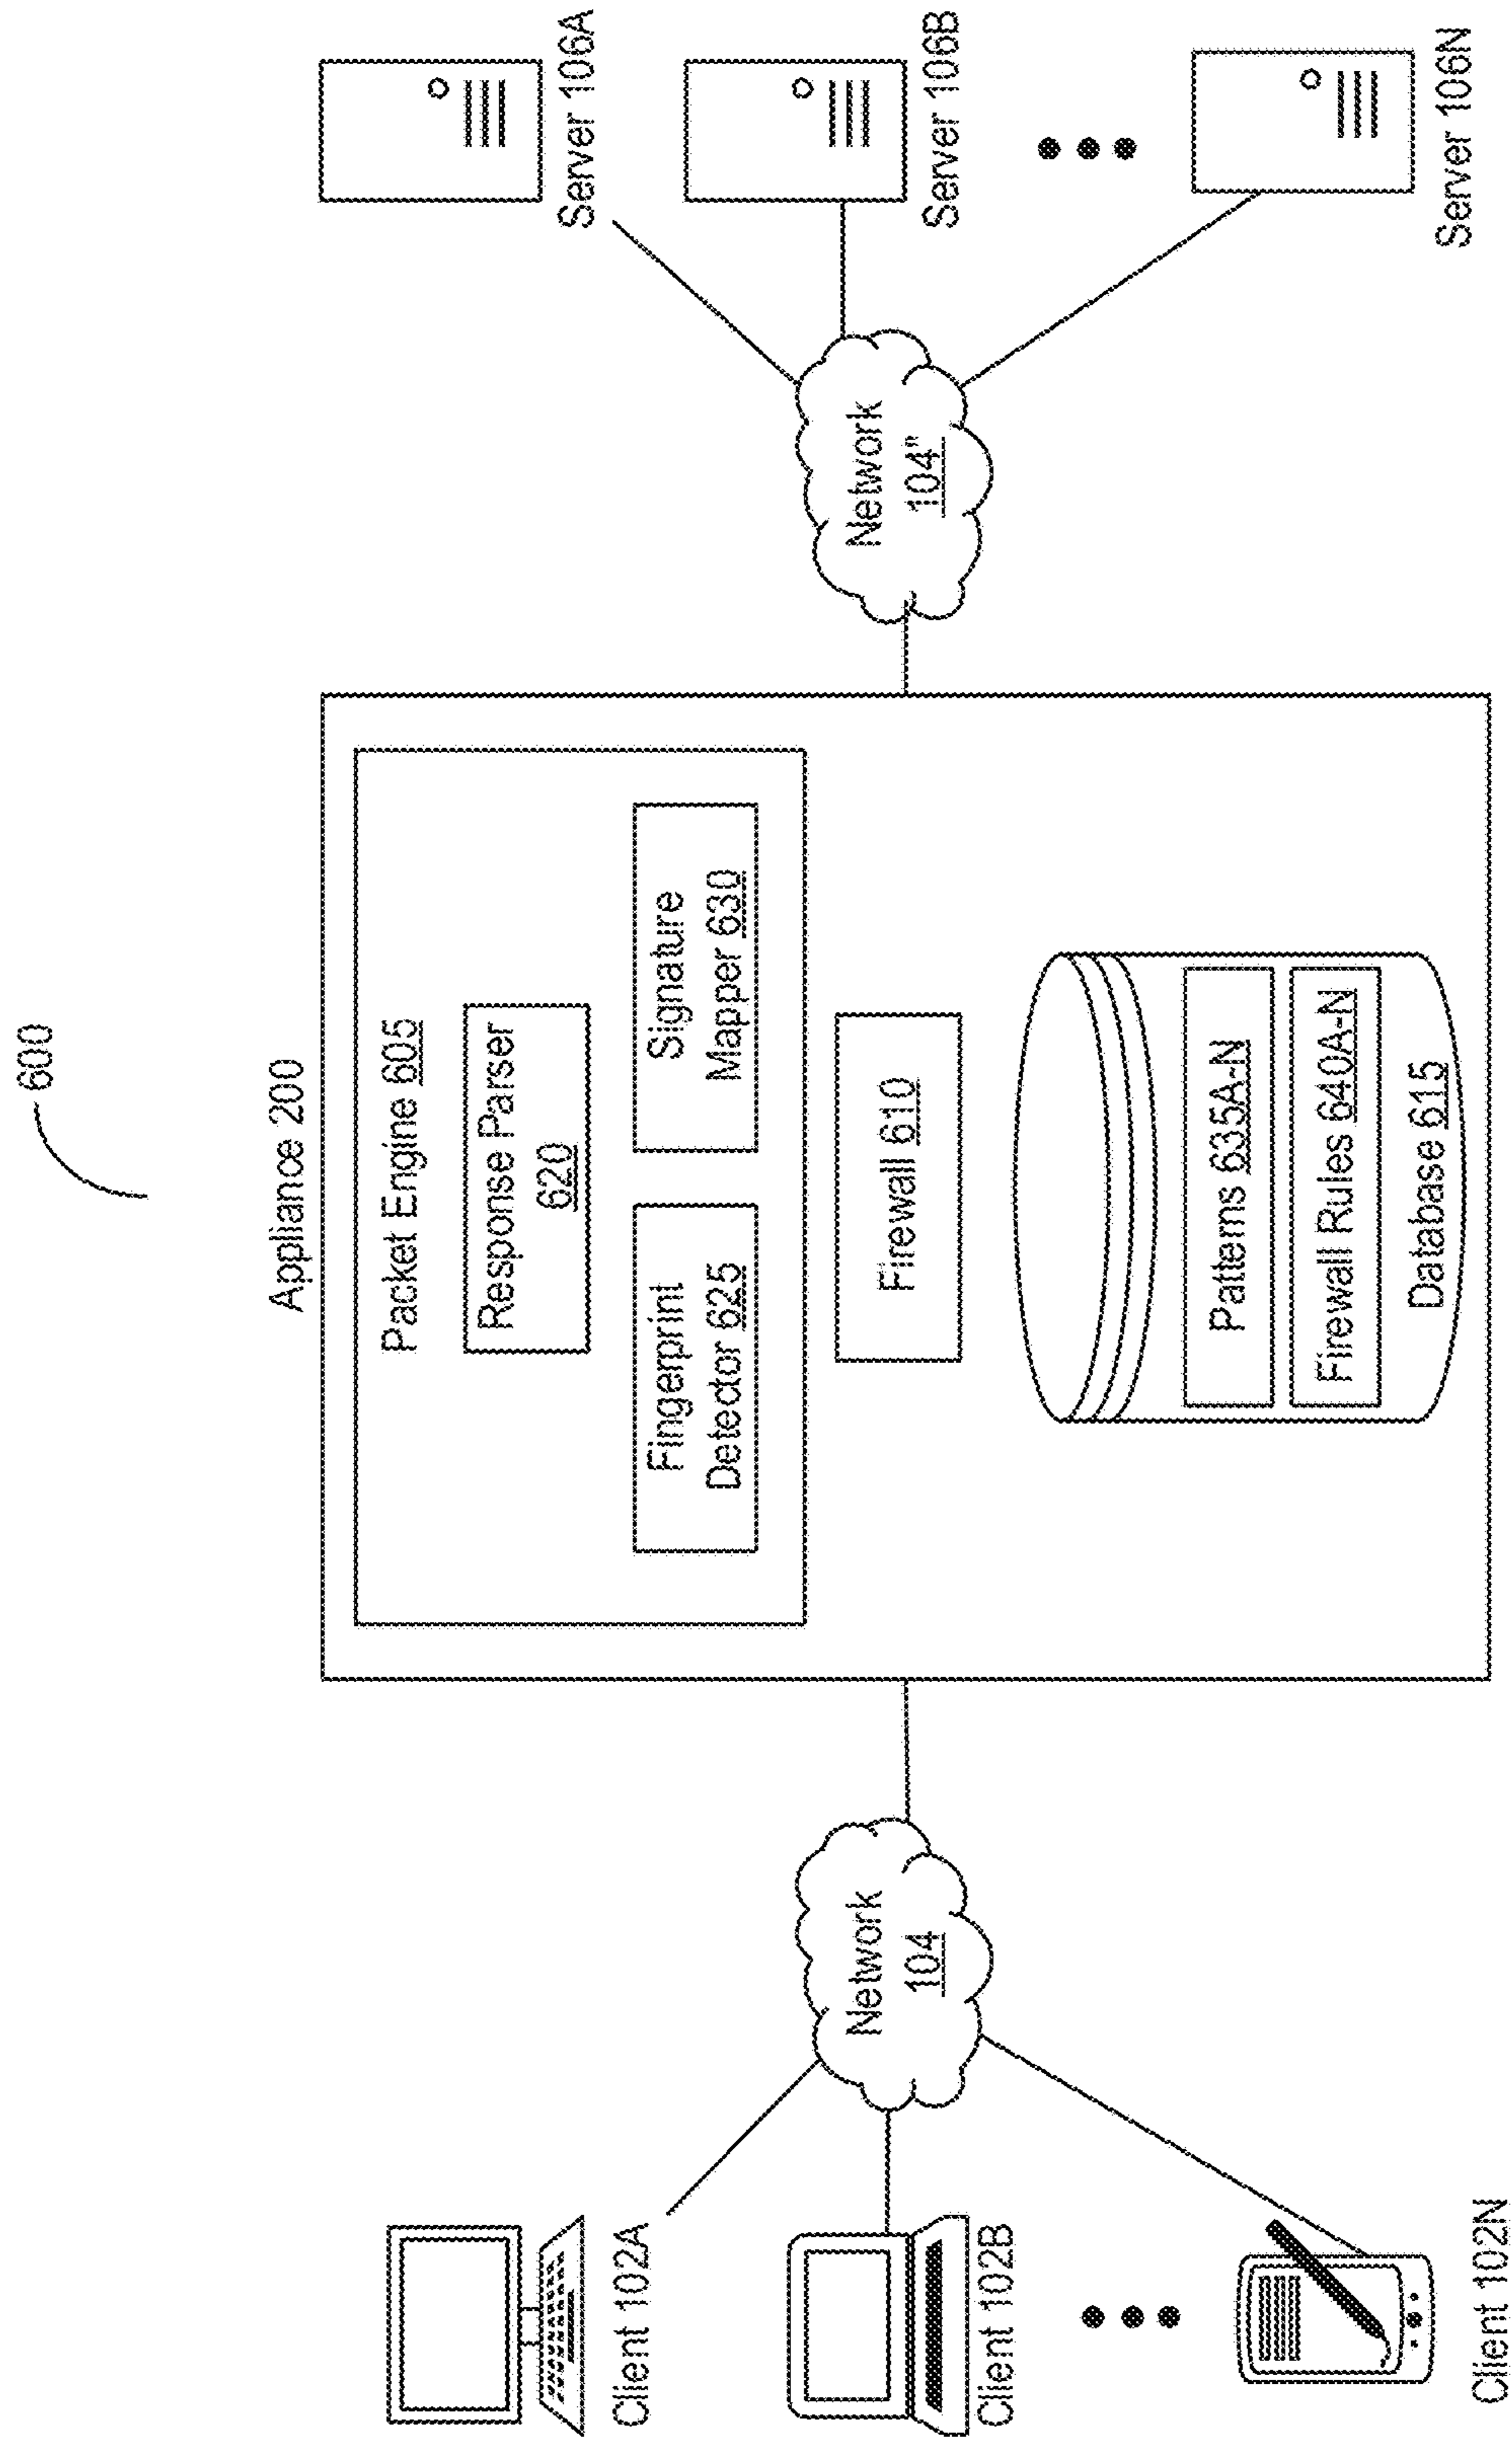 600
Appliance 200
Packet Engine 605
Response Parser
620
Fingerprint
Detector 625
Signature
Mapper 630
Firewall 610
Patterns 635A-N
Firewall Rules 640A-N
Database 615
Client 102A
Client 102B
Client 102N
Network
104
Network
104"
Server 106A
Server 106B
Server 106N